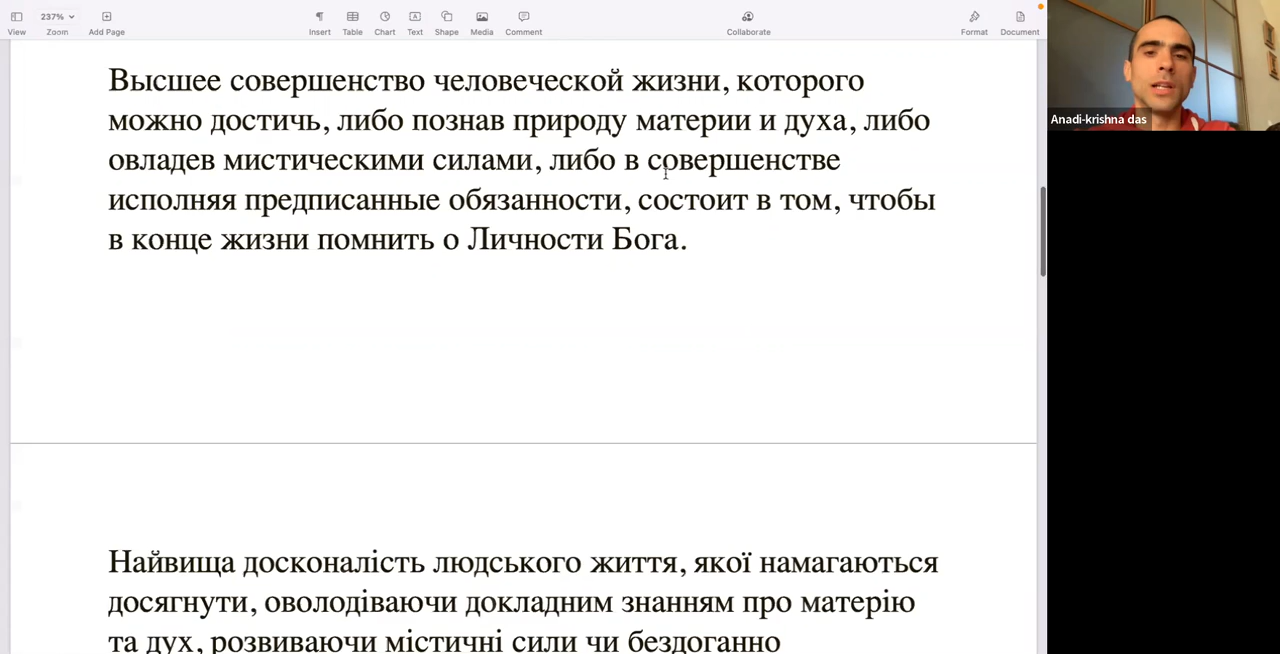 237%
View
Zoom
Add Page
Insert
Table
Chart
Text
Shape
Media
Comment
Collaborate
Format
Document
Anadi-krishna das
Высшее совершенство человеческой жизни, которого
можно достичь, либо познав природу материи и духа, либо
овладев мистическими силами, либо в совершенстве
исполняя предписанные обязанности, состоит в том, чтобы
в конце жизни помнить о Личности Бога.
Найвища досконалість людського життя, якої намагаються
досягнути, оволодіваючи докладним знанням про матерію
та дух, розвиваючи містичні сили чи бездоганно